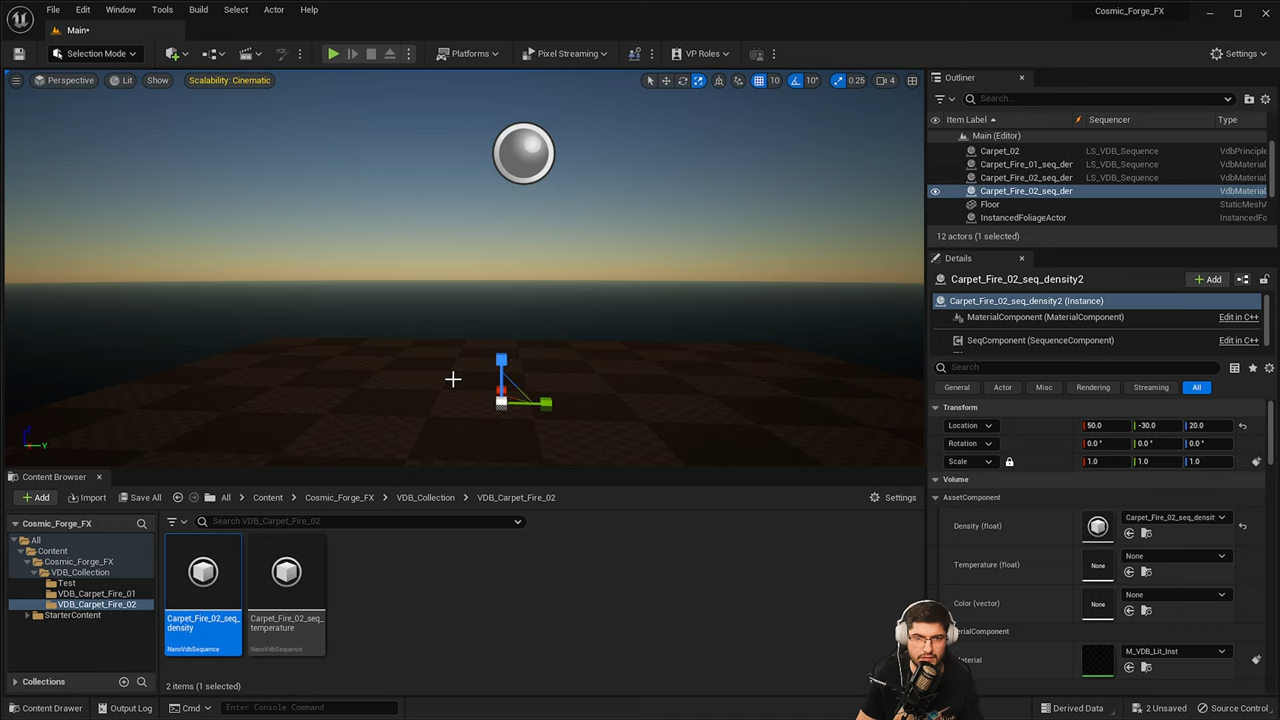 File Edit Window Tools Build Select Actor Help
Cosmic_Forge_FX
Main•
Selection Mode
Platforms
Pixel Streaming
VP Roles
Settings
Perspective
Lit
Show
Scalability: Cinematic
10
10°
0.25
4
Outliner
Search...
Item Label
Sequencer
Type
Main (Editor)
Carpet_02 LS_VDB_Sequence VdbPrinciple
Carpet_Fire_01_seq_der LS_VDB_Sequence VdbMaterial
Carpet_Fire_02_seq_der LS_VDB_Sequence VdbMaterial
Carpet_Fire_02_seq_der VdbMaterial
Floor StaticMeshA
InstancedFoliageActor InstancedFo
12 actors (1 selected)
Details
Carpet_Fire_02_seq_density2
Add
Carpet_Fire_02_seq_density2 (Instance)
MaterialComponent (MaterialComponent) Edit in C++
SeqComponent (SequenceComponent) Edit in C++
Search
General Actor Misc Rendering Streaming All
Transform
Location 50.0 -30.0 20.0
Rotation 0.0 ° 0.0 ° 0.0 °
Scale 1.0 1.0 1.0
Volume
AssetComponent
Density (float) Carpet_Fire_02_seq_densit
Temperature (float) None None
Color (vector) None None
Material M_VDB_Lit_Inst
Y
Content Browser
Add Import Save All All Content Cosmic_Forge_FX VDB_Collection VDB_Carpet_Fire_02 Settings
Cosmic_Forge_FX
Search VDB_Carpet_Fire_02
All
Content
Cosmic_Forge_FX
VDB_Collection
Test
VDB_Carpet_Fire_01
VDB_Carpet_Fire_02
StarterContent
Carpet_Fire_02_seq_
density
NanoVdbSequence
Carpet_Fire_02_seq_
temperature
NanoVdbSequence
Collections
2 items (1 selected)
Content Drawer Output Log Cmd Enter Console Command Derived Data 2 Unsaved Source Control